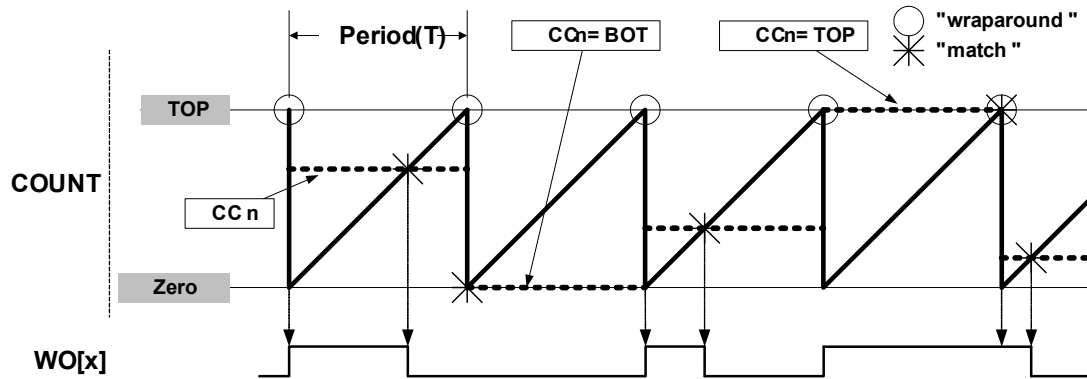 Period(T)
CCn= BOT
CCn= TOP
"wraparound "
"match "
TOP
COUNT
CC n
Zero
WO[x]